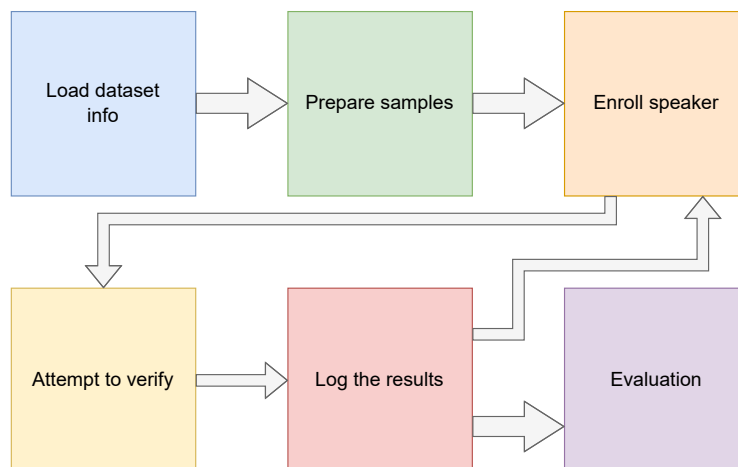 Load dataset
info
Prepare samples
Enroll speaker
Attempt to verify
Log the results
Evaluation